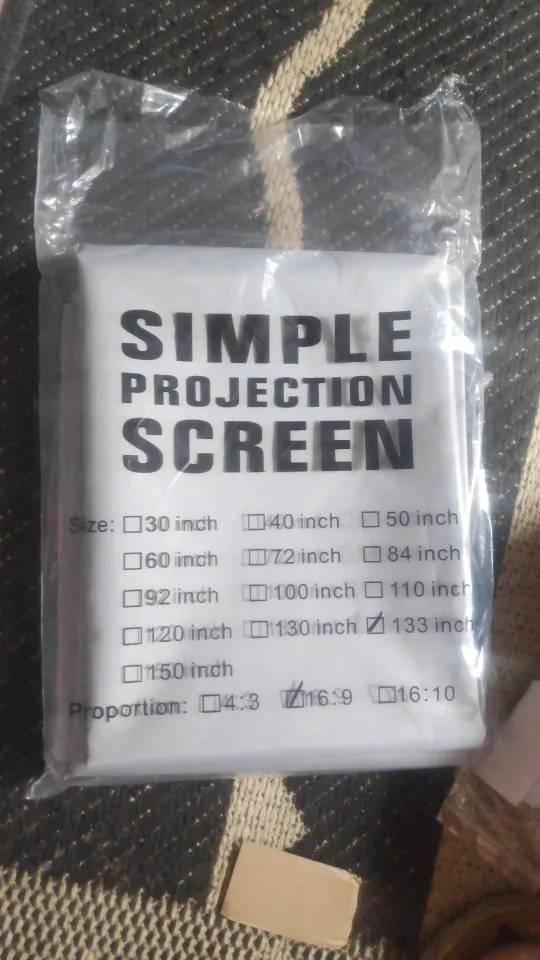 SIMPLE
PROJECTION
SCREEN
Size: □30 inch □40 inch □50 inch
□60 inch □72 inch □84 inch
□92 inch □100 inch □110 inch
□120 inch □130 inch ☑133 inch
□150 inch
Proportion: □4:3 ☑16:9 □16:10